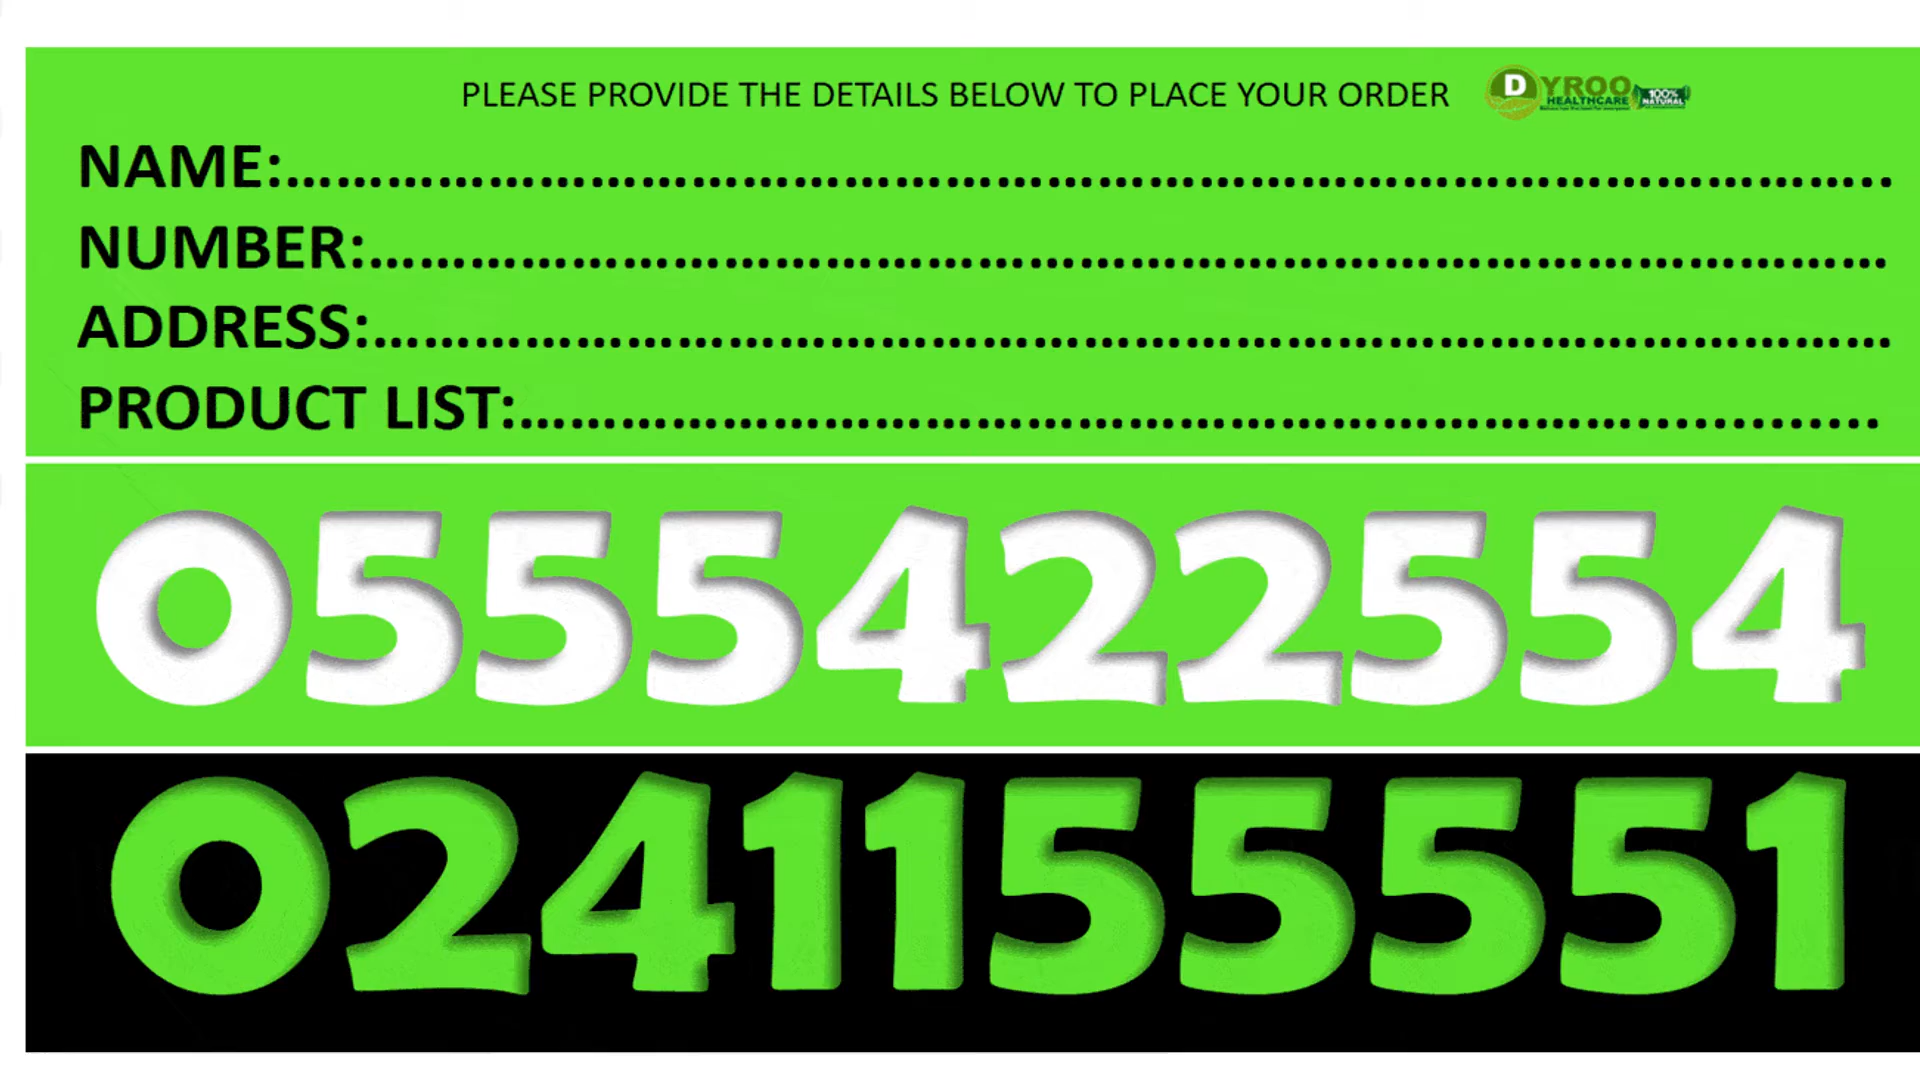 PLEASE PROVIDE THE DETAILS BELOW TO PLACE YOUR ORDER
DYROO
HEALTHCARE
100%
NATURAL
NAME:
NUMBER:
ADDRESS:
PRODUCT LIST:
0555422554
0241155551